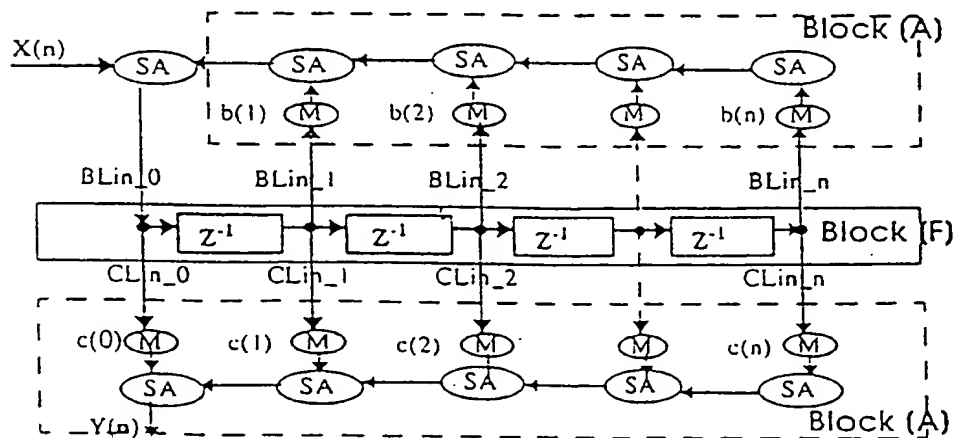 Block (A)
X(n)
SA SA SA SA SA
b(1) M b(2) M M b(n) M
BLin_0 BLin_1 BLin_2 BLin_n
Z-1 Z-1 Z-1 Z-1 Block (F)
CLin_0 CLin_1 CLin_2 CLin_n
c(0) M c(1) M c(2) M M c(n) M
SA SA SA SA SA
Y(n) Block (A)